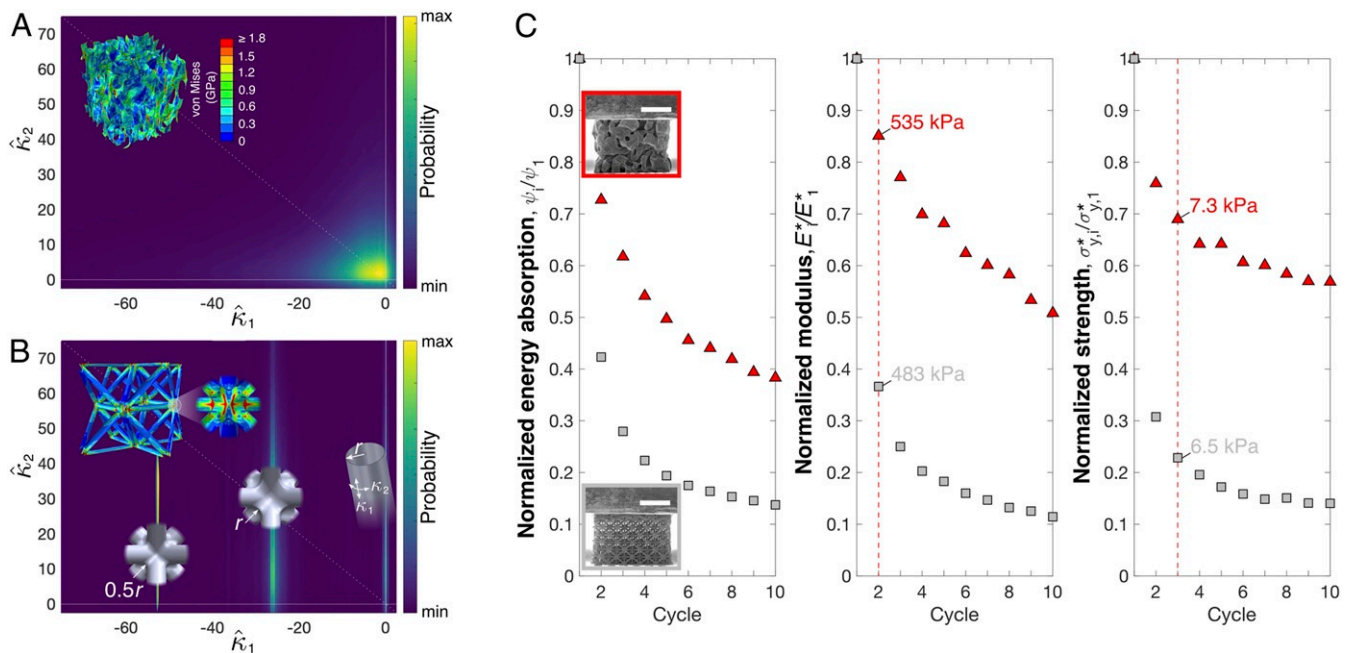 A
70
60
50
40
30
20
10
0
κ̂₂
-60
-40
-20
0
κ̂₁
≥ 1.8
1.5
1.2
0.9
0.6
0.3
0
von Mises
(GPa)
max
Probability
min
B
70
60
50
40
30
20
10
0
κ̂₂
-60
-40
-20
0
κ̂₁
0.5r
r
r
κ₂
κ₁
max
Probability
min
C
1
0.9
0.8
0.7
0.6
0.5
0.4
0.3
0.2
0.1
0
Normalized energy absorption, ψᵢ/ψ₁
2
4
6
8
10
Cycle
1
0.9
0.8
0.7
0.6
0.5
0.4
0.3
0.2
0.1
0
Normalized modulus, E*ᵢ/E*₁
535 kPa
483 kPa
2
4
6
8
10
Cycle
1
0.9
0.8
0.7
0.6
0.5
0.4
0.3
0.2
0.1
0
Normalized strength, σ*y,i/σ*y,1
7.3 kPa
6.5 kPa
2
4
6
8
10
Cycle